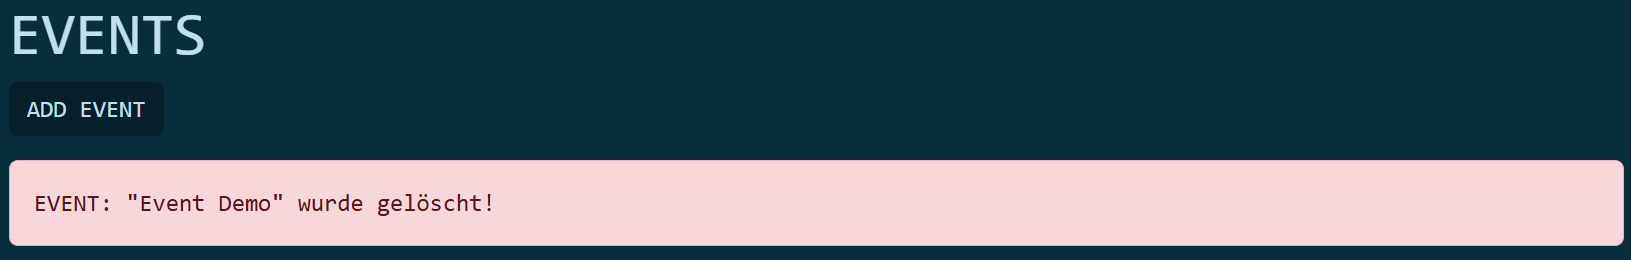 EVENTS
ADD EVENT
EVENT: "Event Demo" wurde gelöscht!